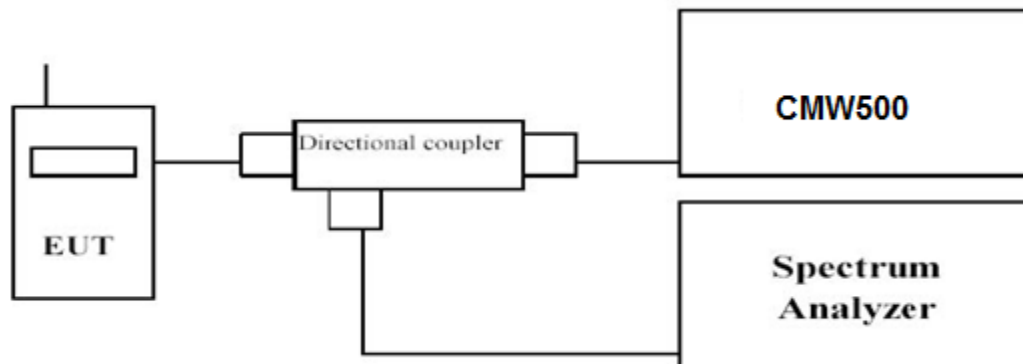 CMW500
Directional coupler
EUT
Spectrum
Analyzer